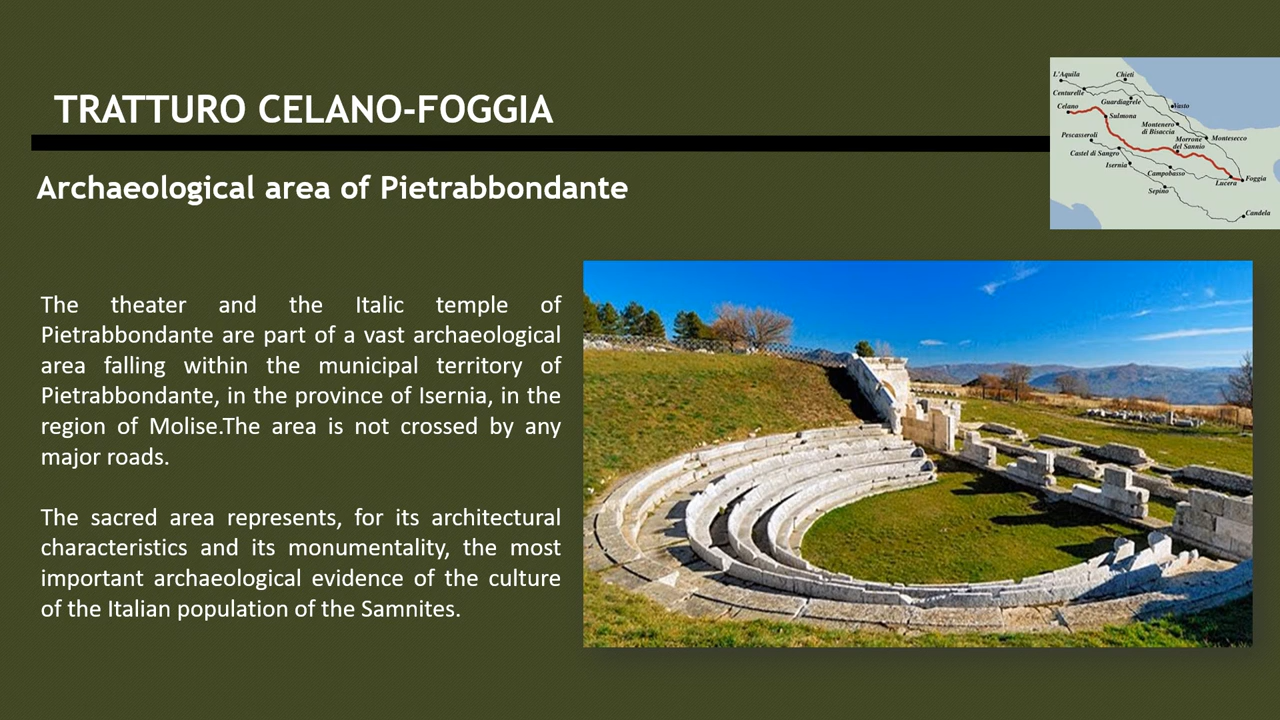 TRATTURO CELANO-FOGGIA
Archaeological area of Pietrabbondante
The theater and the Italic temple of
Pietrabbondante are part of a vast archaeological
area falling within the municipal territory of
Pietrabbondante, in the province of Isernia, in the
region of Molise.The area is not crossed by any
major roads.
The sacred area represents, for its architectural
characteristics and its monumentality, the most
important archaeological evidence of the culture
of the Italian population of the Samnites.
L'Aquila
Chieti
Centurelle
Guardiagrele
Celano
Vasto
Sulmona
Montenero
di Bisaccia
Pescasseroli
Morrone
del Sannio
Montesecco
Castel di Sangro
Isernia
Campobasso
Lucera
Foggia
Sepino
Candela